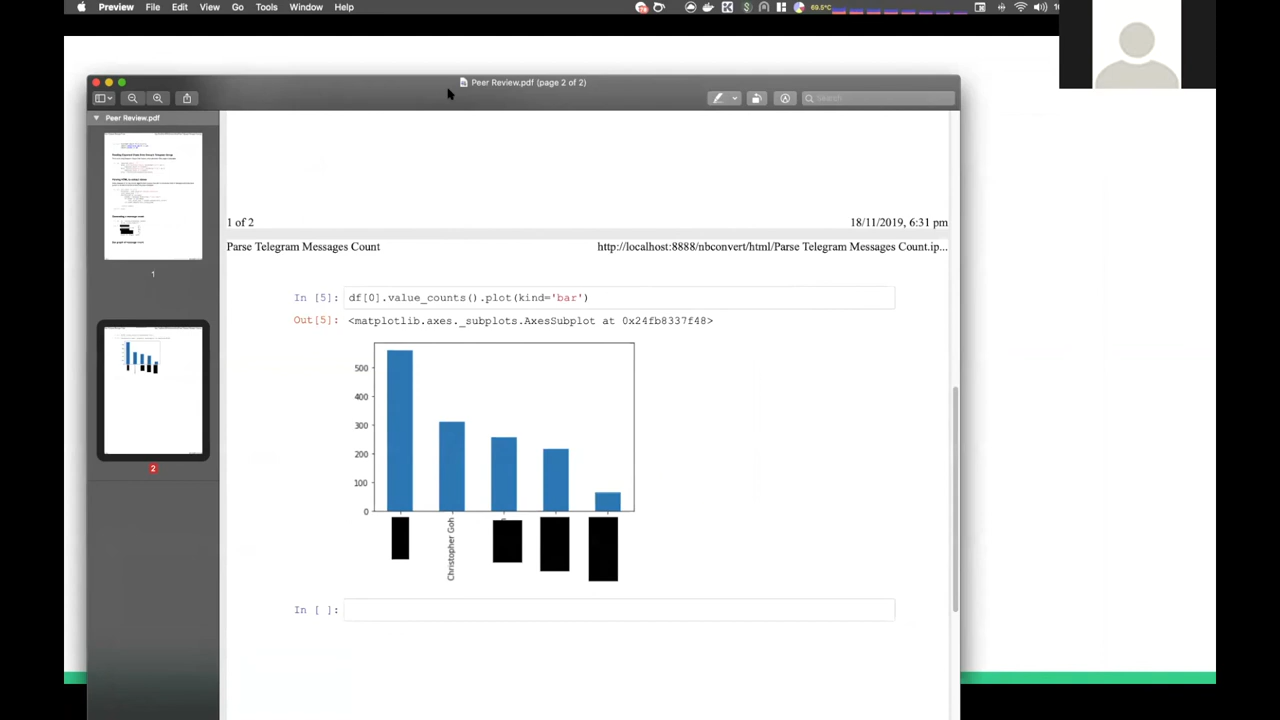 Preview File Edit View Go Tools Window Help
69.5°C
Peer Review.pdf (page 2 of 2)
Search
Peer Review.pdf
1
2
1 of 2
18/11/2019, 6:31 pm
Parse Telegram Messages Count
http://localhost:8888/nbconvert/html/Parse Telegram Messages Count.ip...
In [5]: df[0].value_counts().plot(kind='bar')
Out[5]: <matplotlib.axes._subplots.AxesSubplot at 0x24fb8337f48>
500
400
300
200
100
0
Christopher Goh
In [ ]: